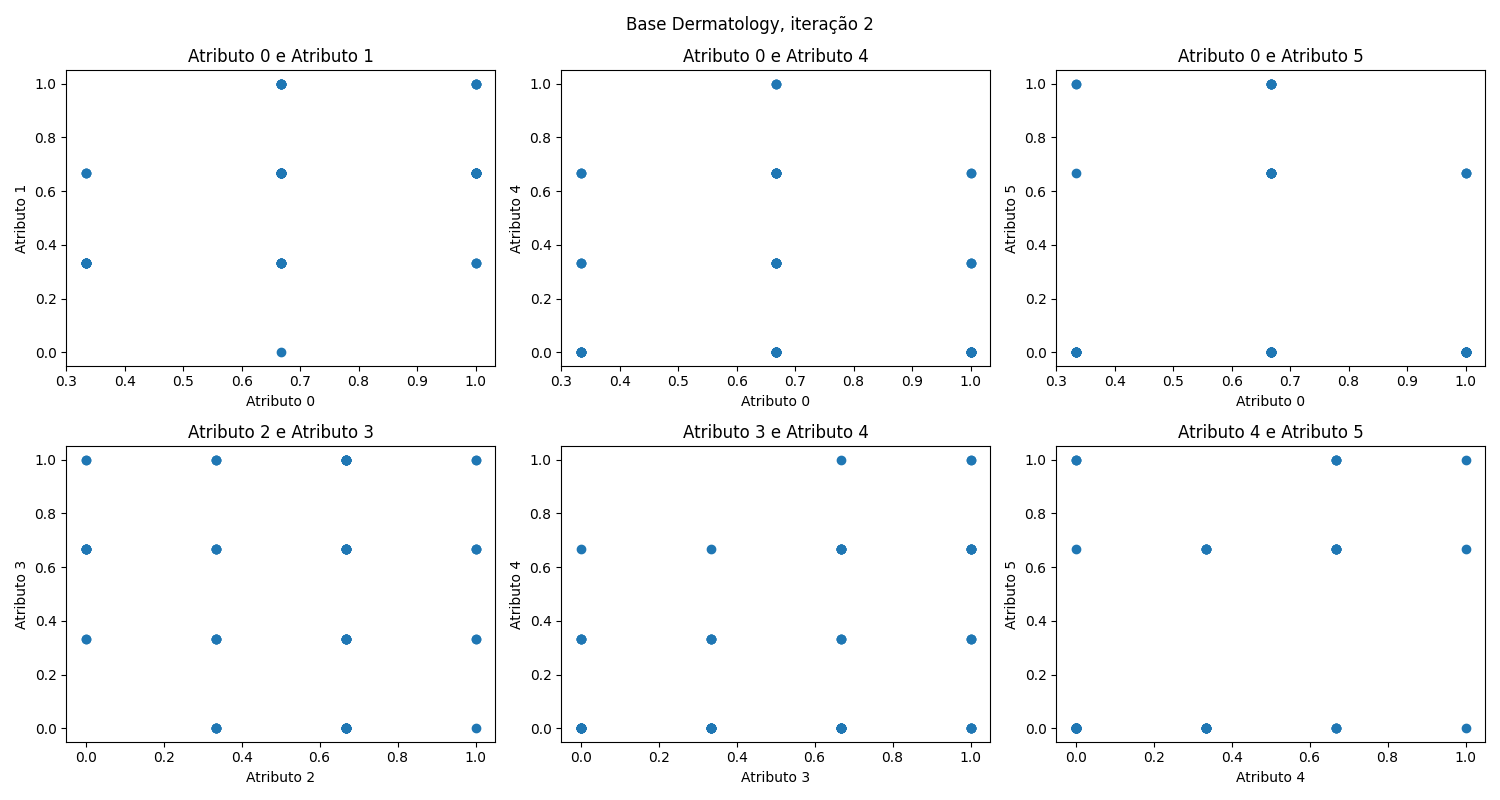 Base Dermatology, iteração 2
Atributo 0 e Atributo 1
Atributo 1
1.0
0.8
0.6
0.4
0.2
0.0
0.3 0.4 0.5 0.6 0.7 0.8 0.9 1.0
Atributo 0
Atributo 0 e Atributo 4
Atributo 4
1.0
0.8
0.6
0.4
0.2
0.0
0.3 0.4 0.5 0.6 0.7 0.8 0.9 1.0
Atributo 0
Atributo 0 e Atributo 5
Atributo 5
1.0
0.8
0.6
0.4
0.2
0.0
0.3 0.4 0.5 0.6 0.7 0.8 0.9 1.0
Atributo 0
Atributo 2 e Atributo 3
Atributo 3
1.0
0.8
0.6
0.4
0.2
0.0
0.0 0.2 0.4 0.6 0.8 1.0
Atributo 2
Atributo 3 e Atributo 4
Atributo 4
1.0
0.8
0.6
0.4
0.2
0.0
0.0 0.2 0.4 0.6 0.8 1.0
Atributo 3
Atributo 4 e Atributo 5
Atributo 5
1.0
0.8
0.6
0.4
0.2
0.0
0.0 0.2 0.4 0.6 0.8 1.0
Atributo 4